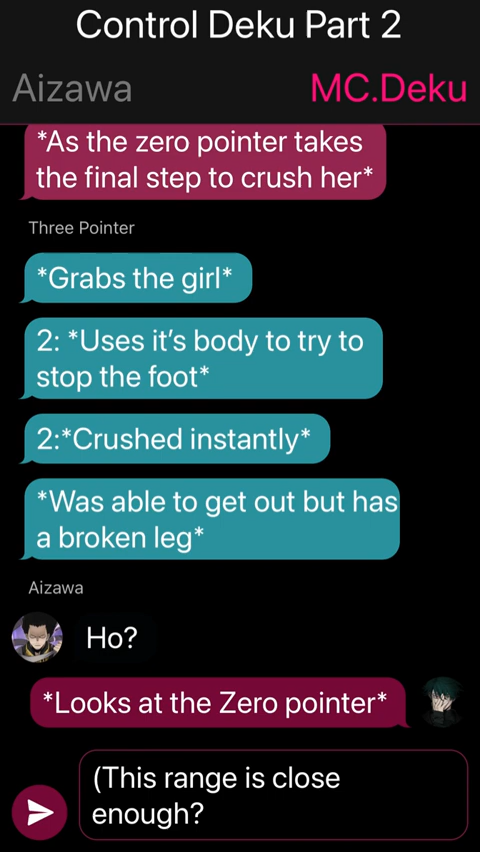 Control Deku Part 2
Aizawa
MC.Deku
*As the zero pointer takes
the final step to crush her*
Three Pointer
*Grabs the girl*
2: *Uses it’s body to try to
stop the foot*
2:*Crushed instantly*
*Was able to get out but has
a broken leg*
Aizawa
Ho?
*Looks at the Zero pointer*
(This range is close
enough?